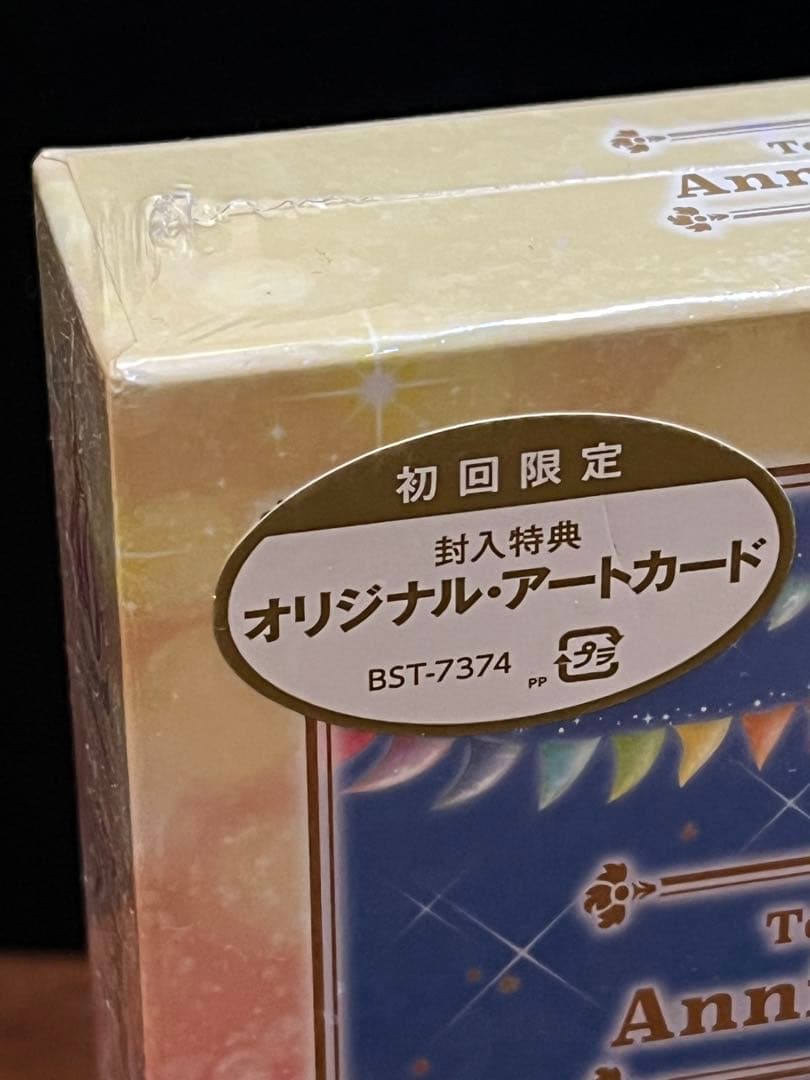 初回限定
封入特典
オリジナル・アートカード
BST-7374
PP
プラ